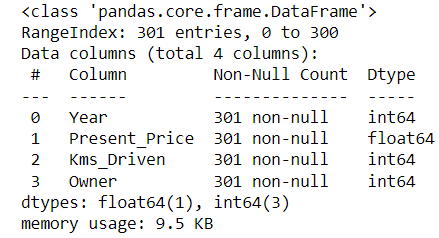 <class 'pandas.core.frame.DataFrame'>
RangeIndex: 301 entries, 0 to 300
Data columns (total 4 columns):
 #   Column         Non-Null Count  Dtype
---  ------         --------------  -----
 0   Year           301 non-null    int64
 1   Present_Price  301 non-null    float64
 2   Kms_Driven     301 non-null    int64
 3   Owner          301 non-null    int64
dtypes: float64(1), int64(3)
memory usage: 9.5 KB